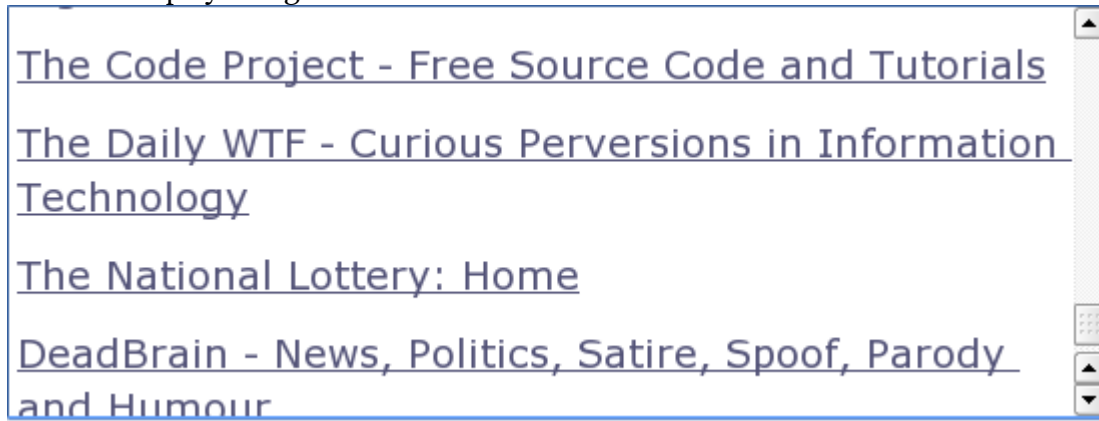 The Code Project - Free Source Code and Tutorials
The Daily WTF - Curious Perversions in Information
Technology
The National Lottery: Home
DeadBrain - News, Politics, Satire, Spoof, Parody
and Humour